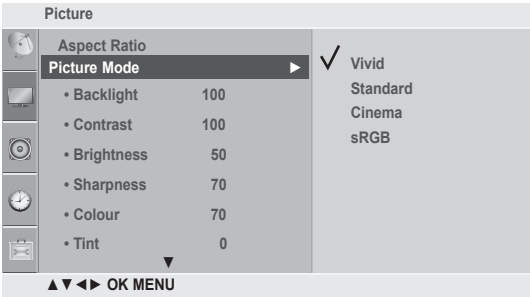 Picture
Aspect Ratio
Picture Mode ►
• Backlight 100
• Contrast 100
• Brightness 50
• Sharpness 70
• Colour 70
• Tint 0
▼
✓ Vivid
Standard
Cinema
sRGB
▲▼◄► OK MENU